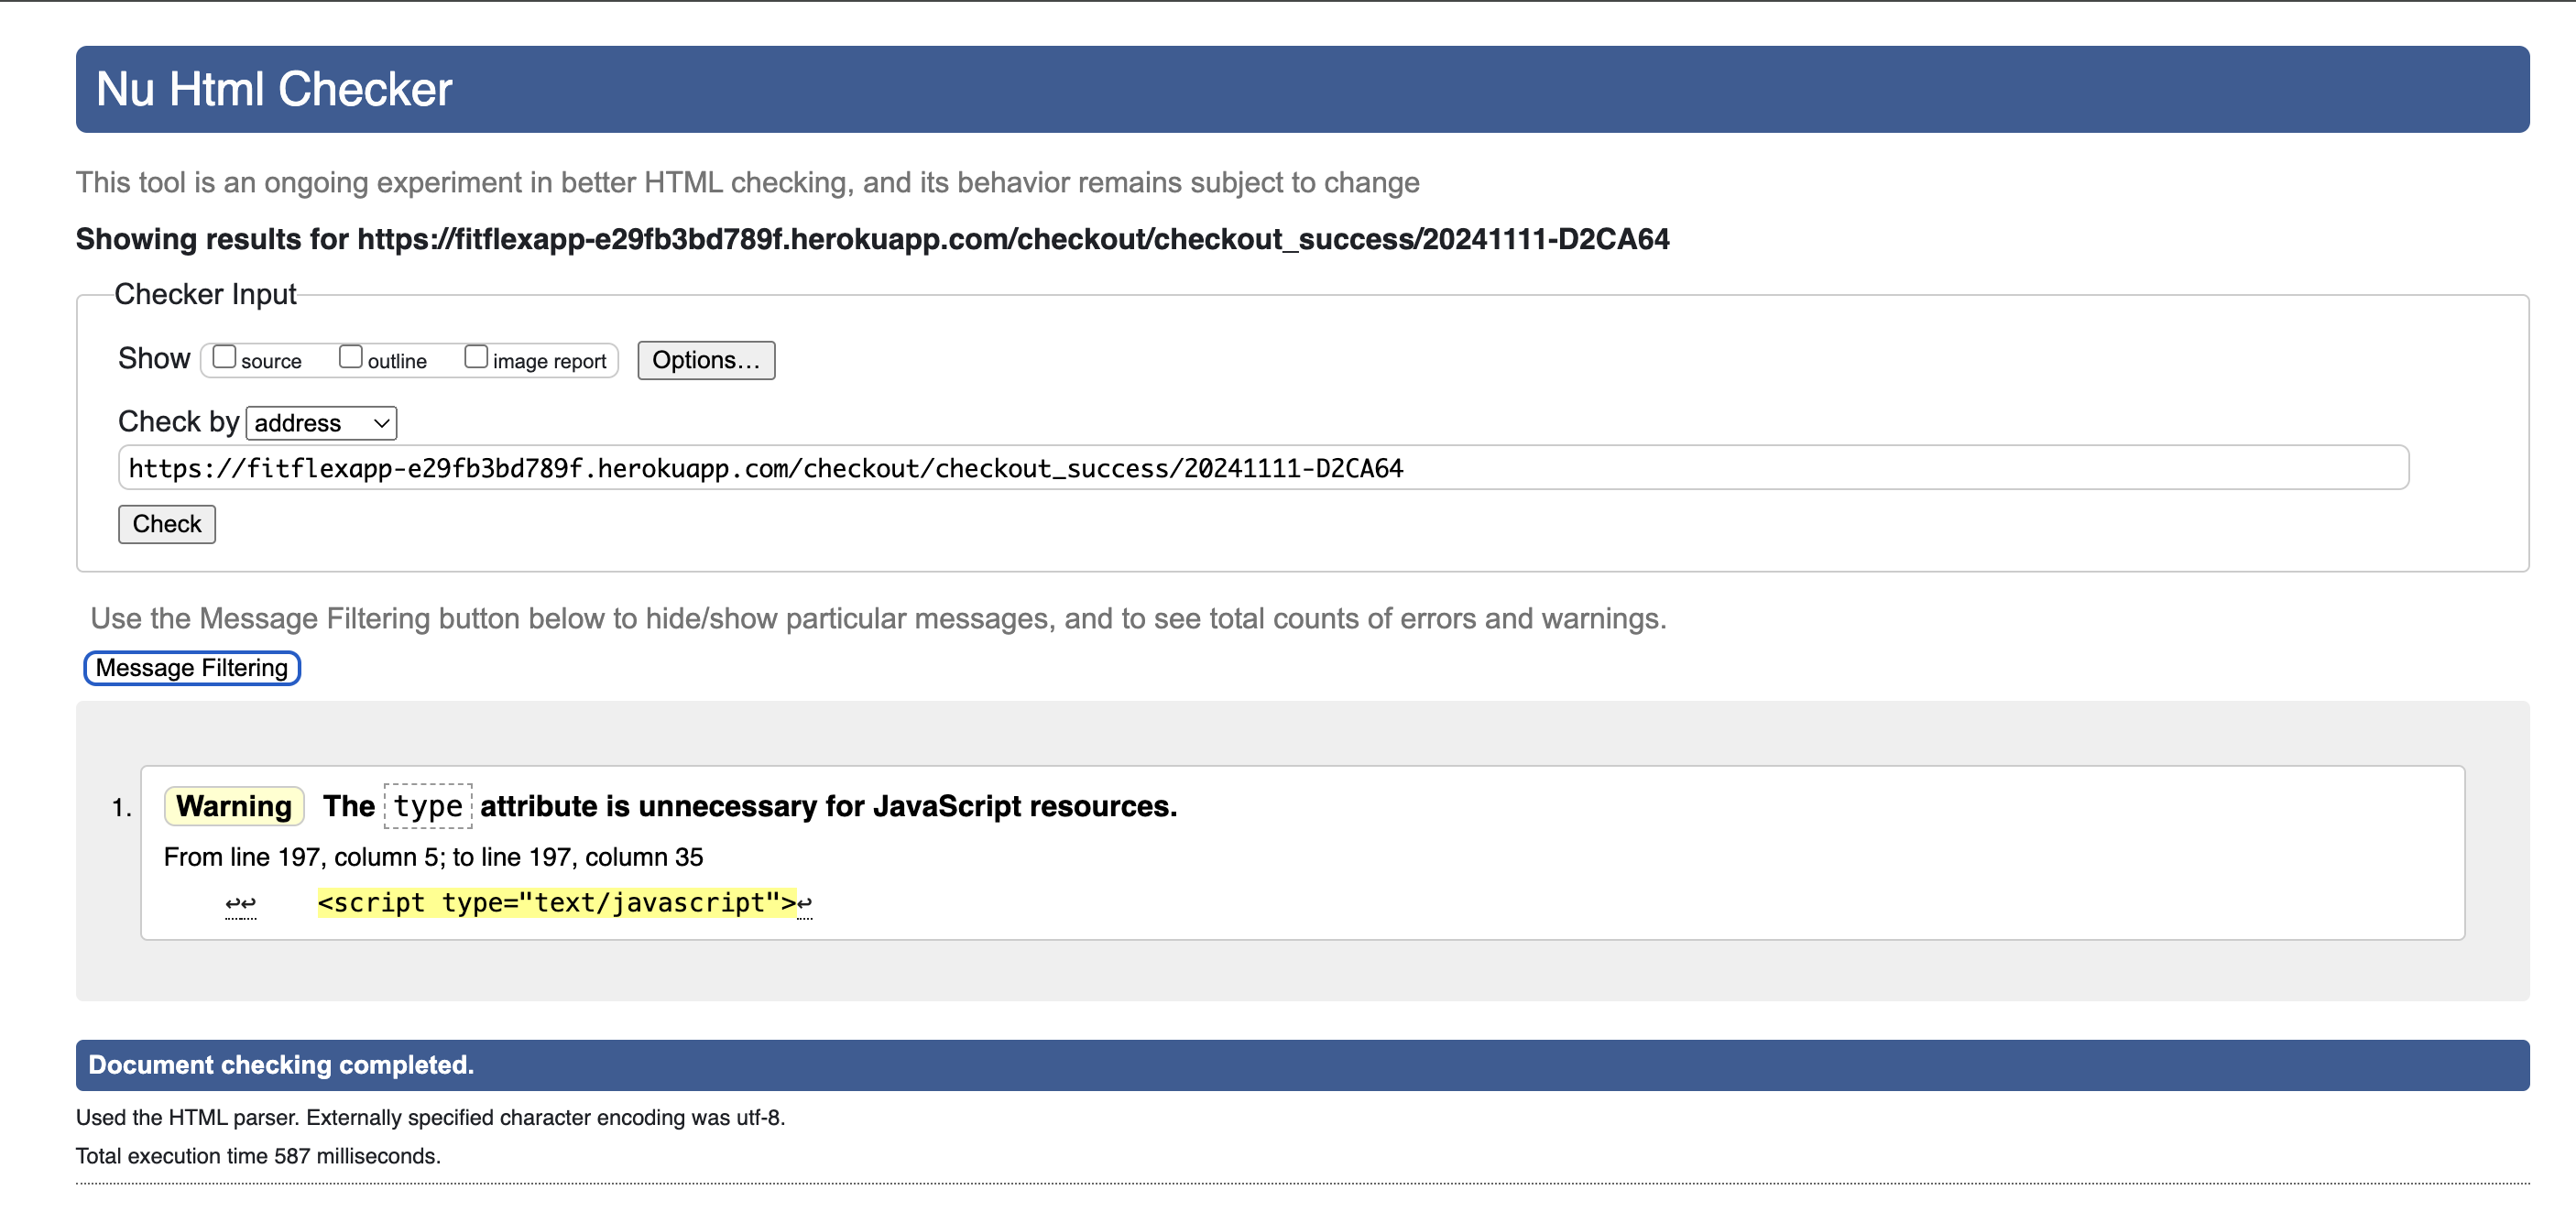 Nu Html Checker
This tool is an ongoing experiment in better HTML checking, and its behavior remains subject to change
Showing results for https://fitflexapp-e29fb3bd789f.herokuapp.com/checkout/checkout_success/20241111-D2CA64
Checker Input
Show source outline image report Options...
Check by address
https://fitflexapp-e29fb3bd789f.herokuapp.com/checkout/checkout_success/20241111-D2CA64
Check
Use the Message Filtering button below to hide/show particular messages, and to see total counts of errors and warnings.
Message Filtering
1. Warning The type attribute is unnecessary for JavaScript resources.
From line 197, column 5; to line 197, column 35
↩↩ <script type="text/javascript">↩
Document checking completed.
Used the HTML parser. Externally specified character encoding was utf-8.
Total execution time 587 milliseconds.